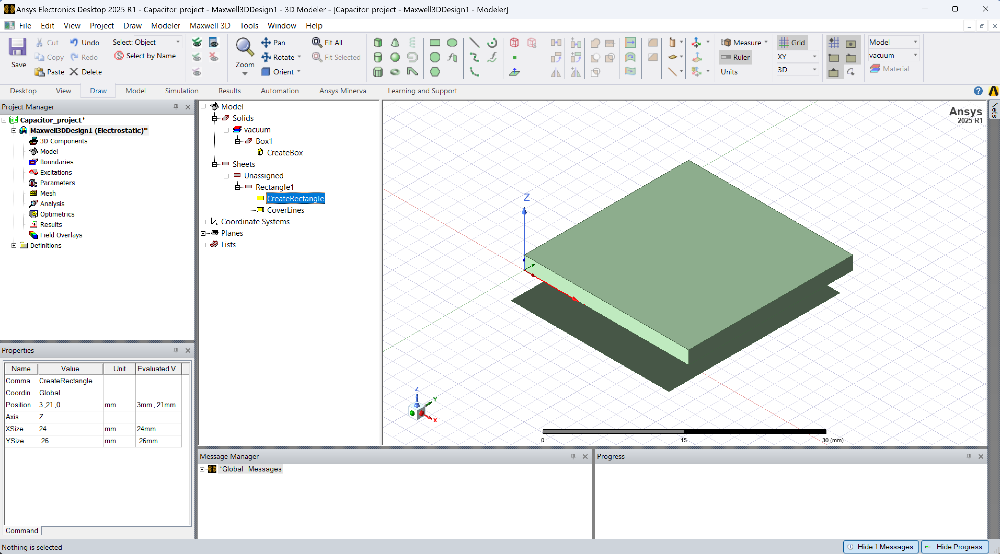 Ansys Electronics Desktop 2025 R1 - Capacitor_project - Maxwell3DDesign1 - 3D Modeler - [Capacitor_project - Maxwell3DDesign1 - Modeler]
File Edit View Project Draw Modeler Maxwell 3D Tools Window Help
Save
Cut
Copy
Paste
Undo
Redo
Delete
Select: Object
Select by Name
Zoom
Pan
Rotate
Orient
Fit All
Fit Selected
Measure
Ruler
Units
Grid
XY
3D
Model
vacuum
Material
Desktop View Draw Model Simulation Results Automation Ansys Minerva Learning and Support
Project Manager
Capacitor_project*
Maxwell3DDesign1 (Electrostatic)*
3D Components
Model
Boundaries
Excitations
Parameters
Mesh
Analysis
Optimetrics
Results
Field Overlays
Definitions
Model
Solids
vacuum
Box1
CreateBox
Sheets
Unassigned
Rectangle1
CreateRectangle
CoverLines
Coordinate Systems
Planes
Lists
Ansys
2025 R1
Nets
Z
Z
Y
X
0 15 30 (mm)
Properties
Name Value Unit Evaluated V...
Comma... CreateRectangle
Coordin... Global
Position 3 ,21 ,0 mm 3mm , 21mm...
Axis Z
XSize 24 mm 24mm
YSize -26 mm -26mm
Command
Message Manager
*Global - Messages
Progress
Nothing is selected
Hide 1 Messages
Hide Progress